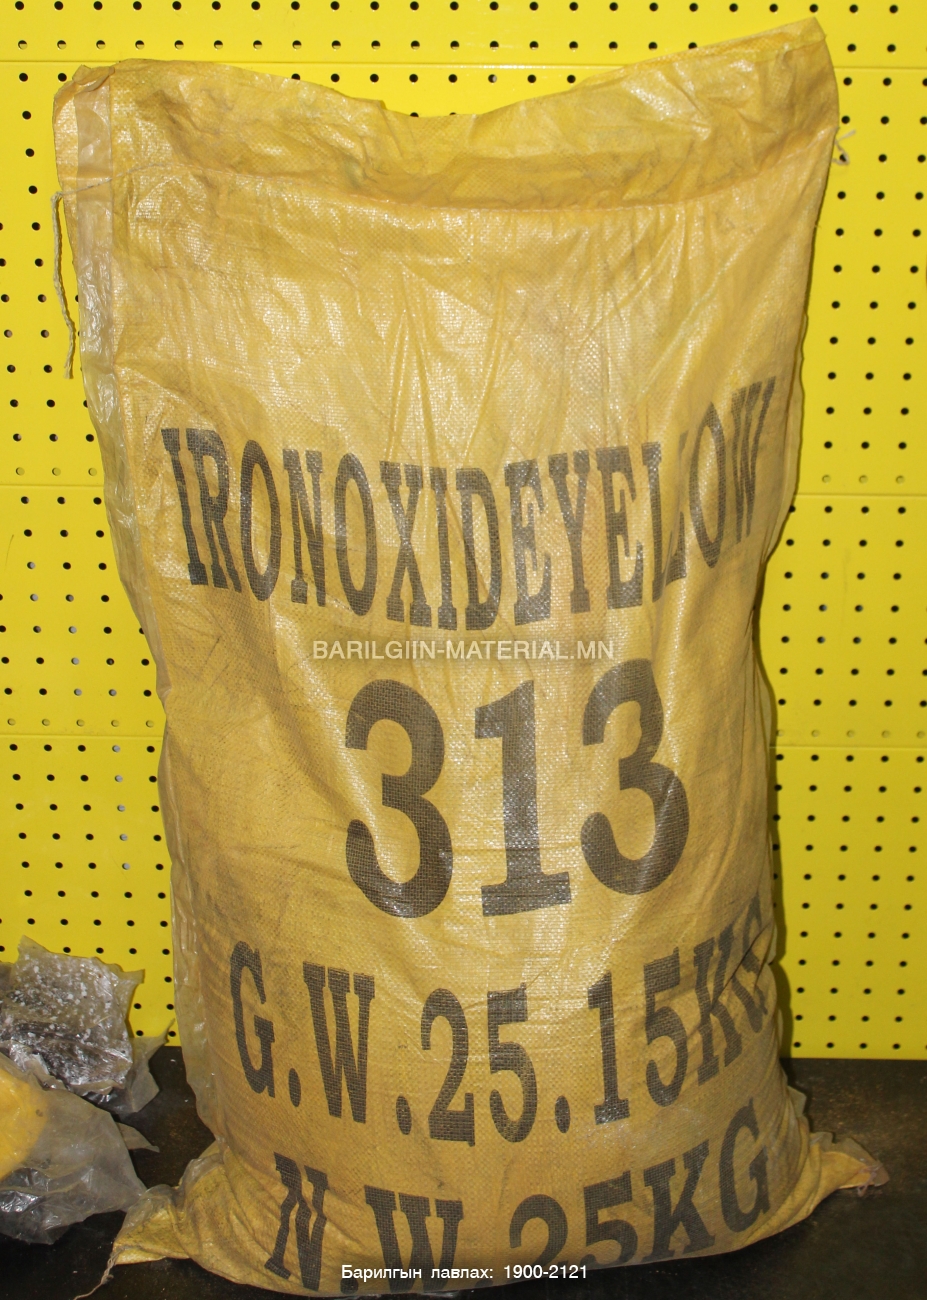 IRONOXIDEYELLOW
BARILGIIN-MATERIAL.MN
313
G.W.25.15KG
N.W.25KG
Барилгын лавлах: 1900-2121